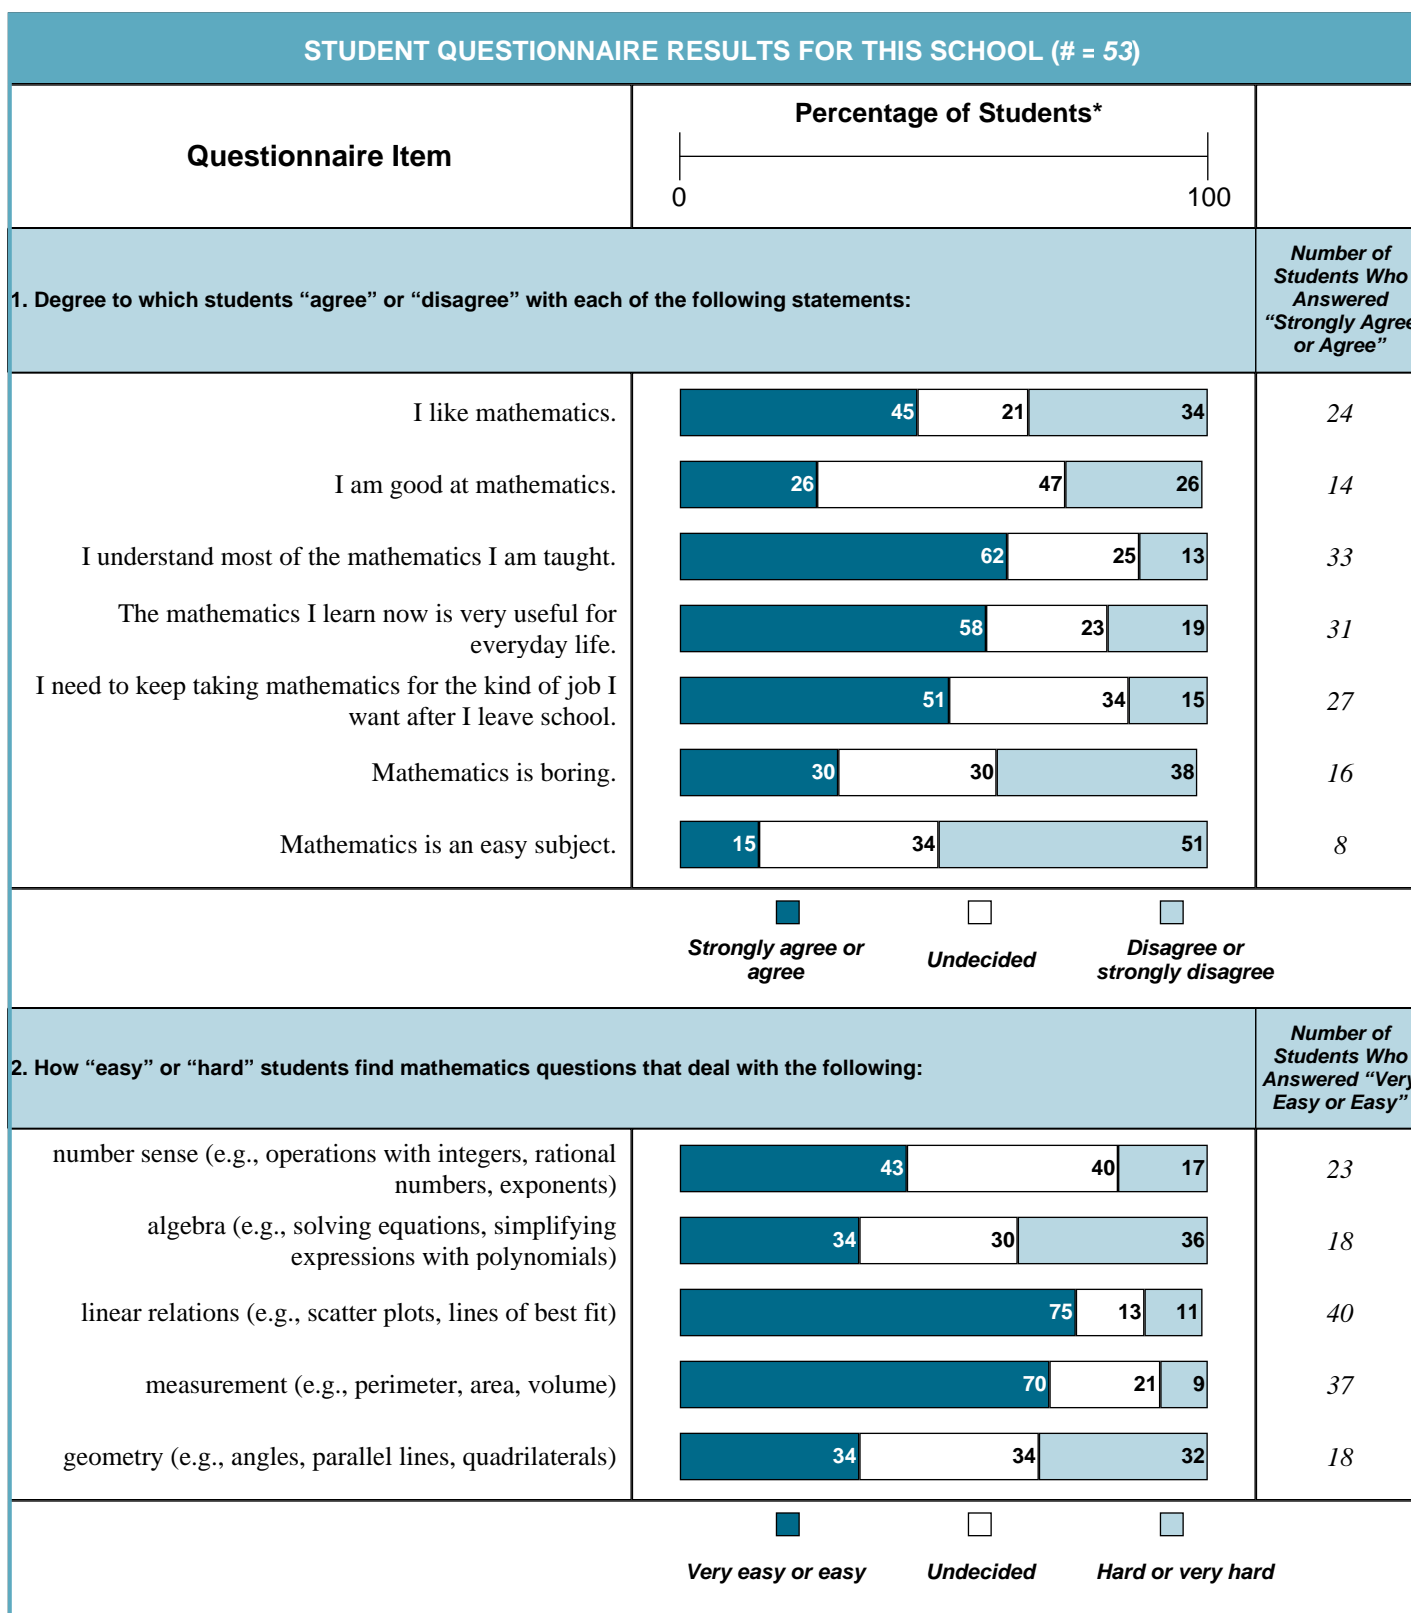 STUDENT QUESTIONNAIRE RESULTS FOR THIS SCHOOL (# = 53)
Questionnaire Item
Percentage of Students*
0 100
1. Degree to which students “agree” or “disagree” with each of the following statements:
Number of
Students Who
Answered
“Strongly Agree
or Agree”
I like mathematics. 45 21 34 24
I am good at mathematics. 26 47 26 14
I understand most of the mathematics I am taught. 62 25 13 33
The mathematics I learn now is very useful for
everyday life. 58 23 19 31
I need to keep taking mathematics for the kind of job I
want after I leave school. 51 34 15 27
Mathematics is boring. 30 30 38 16
Mathematics is an easy subject. 15 34 51 8
Strongly agree or
agree
Undecided
Disagree or
strongly disagree
2. How “easy” or “hard” students find mathematics questions that deal with the following:
Number of
Students Who
Answered “Very
Easy or Easy”
number sense (e.g., operations with integers, rational
numbers, exponents) 43 40 17 23
algebra (e.g., solving equations, simplifying
expressions with polynomials) 34 30 36 18
linear relations (e.g., scatter plots, lines of best fit) 75 13 11 40
measurement (e.g., perimeter, area, volume) 70 21 9 37
geometry (e.g., angles, parallel lines, quadrilaterals) 34 34 32 18
Very easy or easy Undecided Hard or very hard